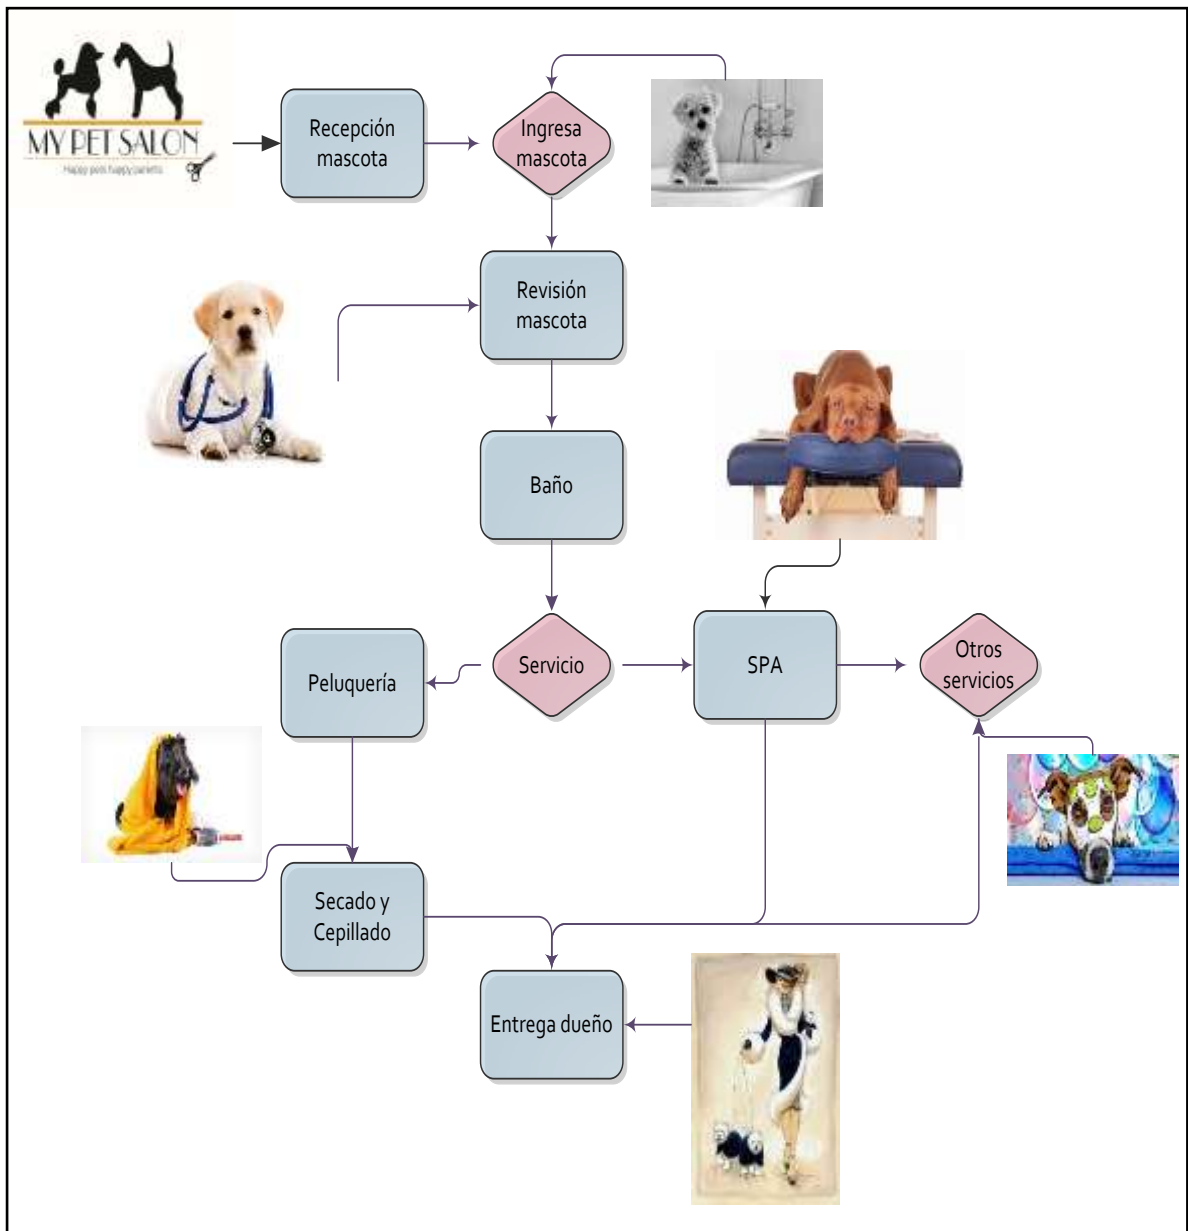 MY PET SALON
Happy pets happy parents
Recepción
mascota
Ingresa
mascota
Revisión
mascota
Baño
Servicio
Peluquería
SPA
Otros
servicios
Secado y
Cepillado
Entrega dueño